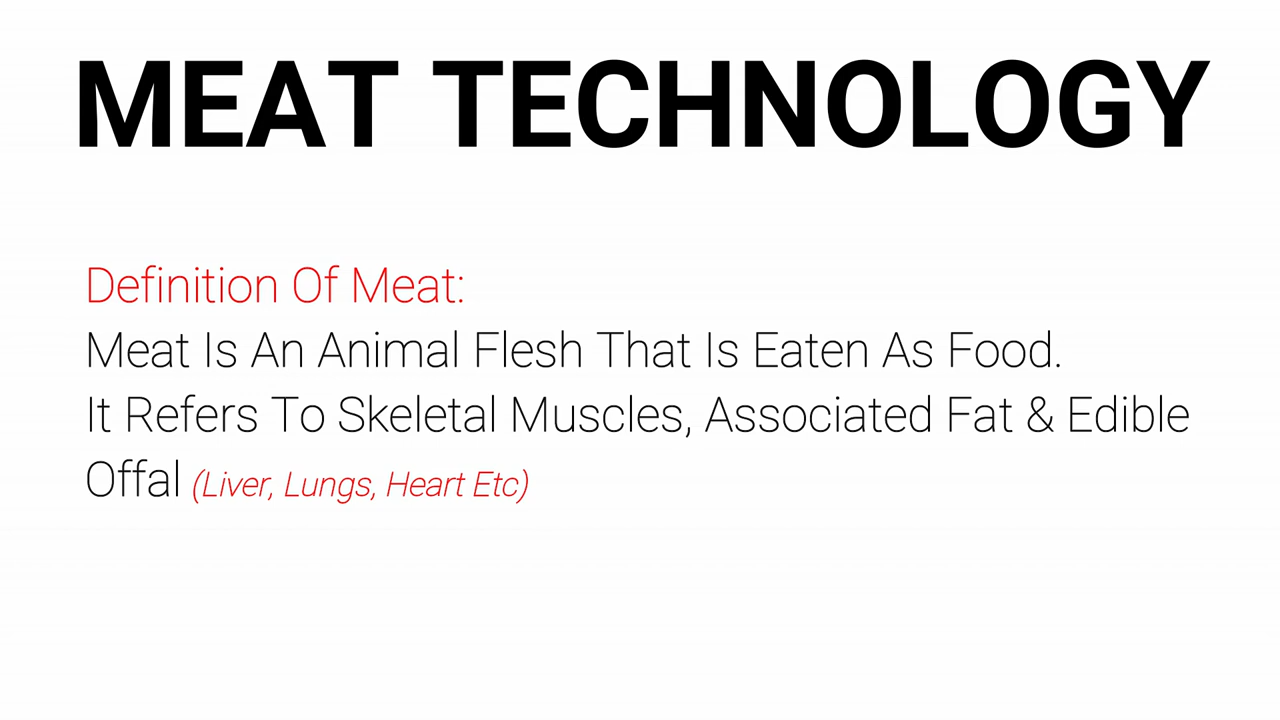 MEAT TECHNOLOGY
Definition Of Meat:
Meat Is An Animal Flesh That Is Eaten As Food.
It Refers To Skeletal Muscles, Associated Fat & Edible
Offal (Liver, Lungs, Heart Etc)